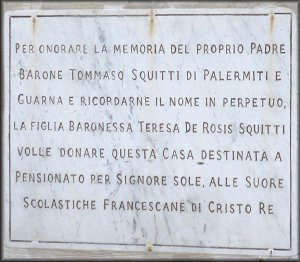 PER ONORARE LA MEMORIA DEL PROPRIO PADRE
BARONE TOMMASO SQUITTI DI PALERMITI E
GUARNA E RICORDARNE IL NOME IN PERPETUO,
LA FIGLIA BARONESSA TERESA DE ROSIS SQUITTI
VOLLE DONARE QUESTA CASA DESTINATA A
PENSIONATO PER SIGNORE SOLE, ALLE SUORE
SCOLASTICHE FRANCESCANE DI CRISTO RE